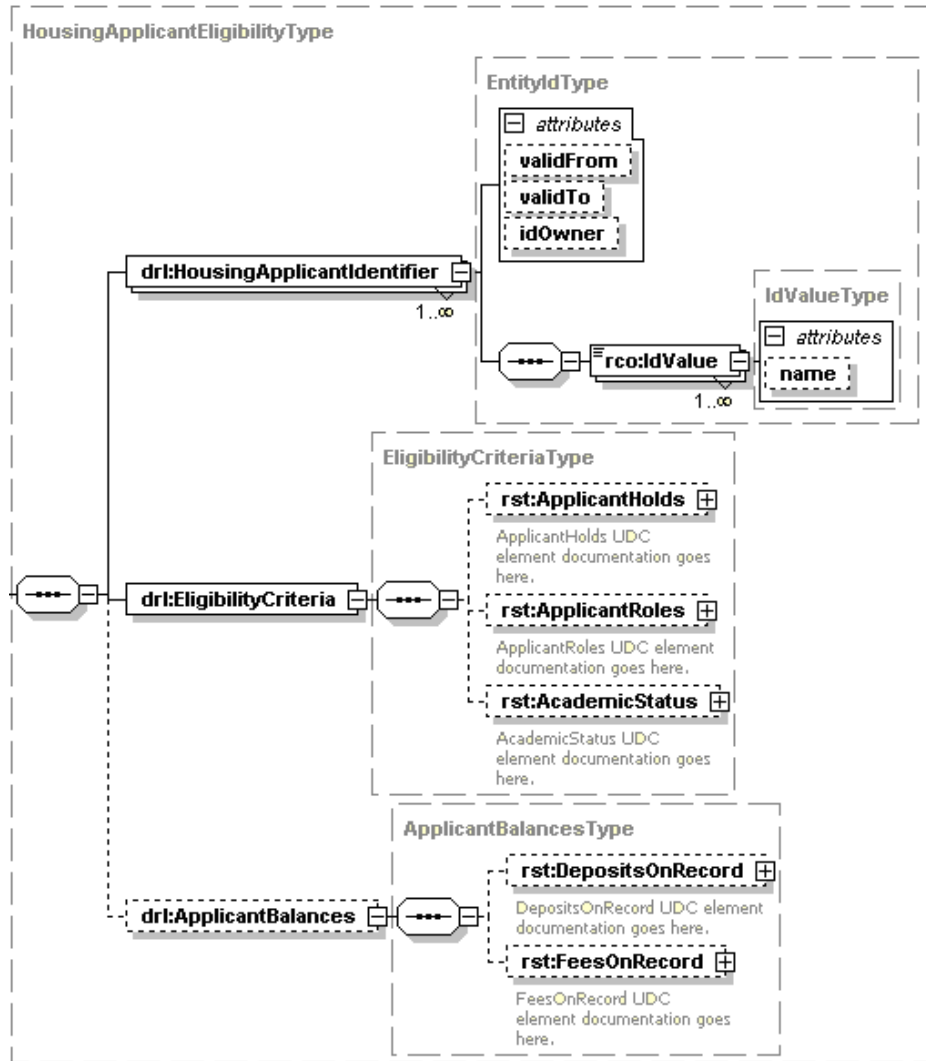 HousingApplicantEligibilityType
EntityIdType
attributes
validFrom
validTo
idOwner
drl:HousingApplicantIdentifier
1..∞
IdValueType
attributes
rco:IdValue
name
1..∞
EligibilityCriteriaType
rst:ApplicantHolds
ApplicantHolds UDC
element documentation goes
here.
drl:EligibilityCriteria
rst:ApplicantRoles
ApplicantRoles UDC element
documentation goes here.
rst:AcademicStatus
AcademicStatus UDC
element documentation goes
here.
ApplicantBalancesType
rst:DepositsOnRecord
DepositsOnRecord UDC element
documentation goes here.
drl:ApplicantBalances
rst:FeesOnRecord
FeesOnRecord UDC
element documentation goes
here.